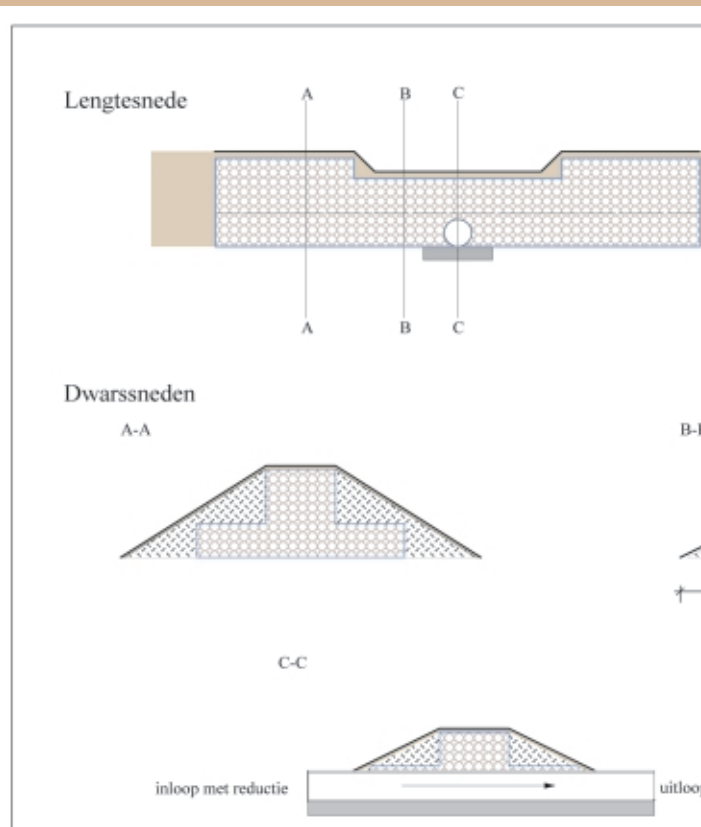 Lengtesnede
A B C
A B C
Dwarssneden
A-A
C-C
inloop met reductie